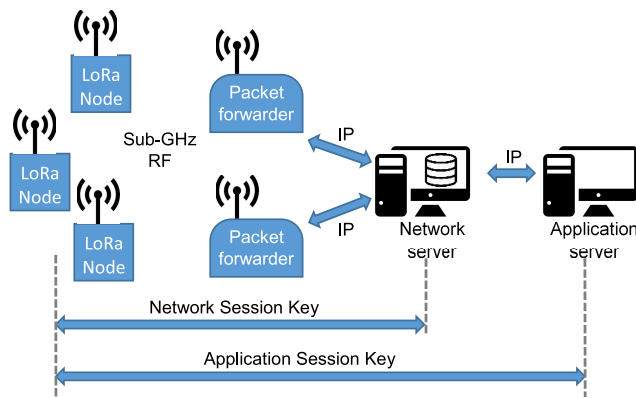 LoRa
Node
Packet
forwarder
Sub-GHz
RF
IP
IP
LoRa
Node
LoRa
Node
Packet
forwarder
IP
Network
server
Application
server
Network Session Key
Application Session Key